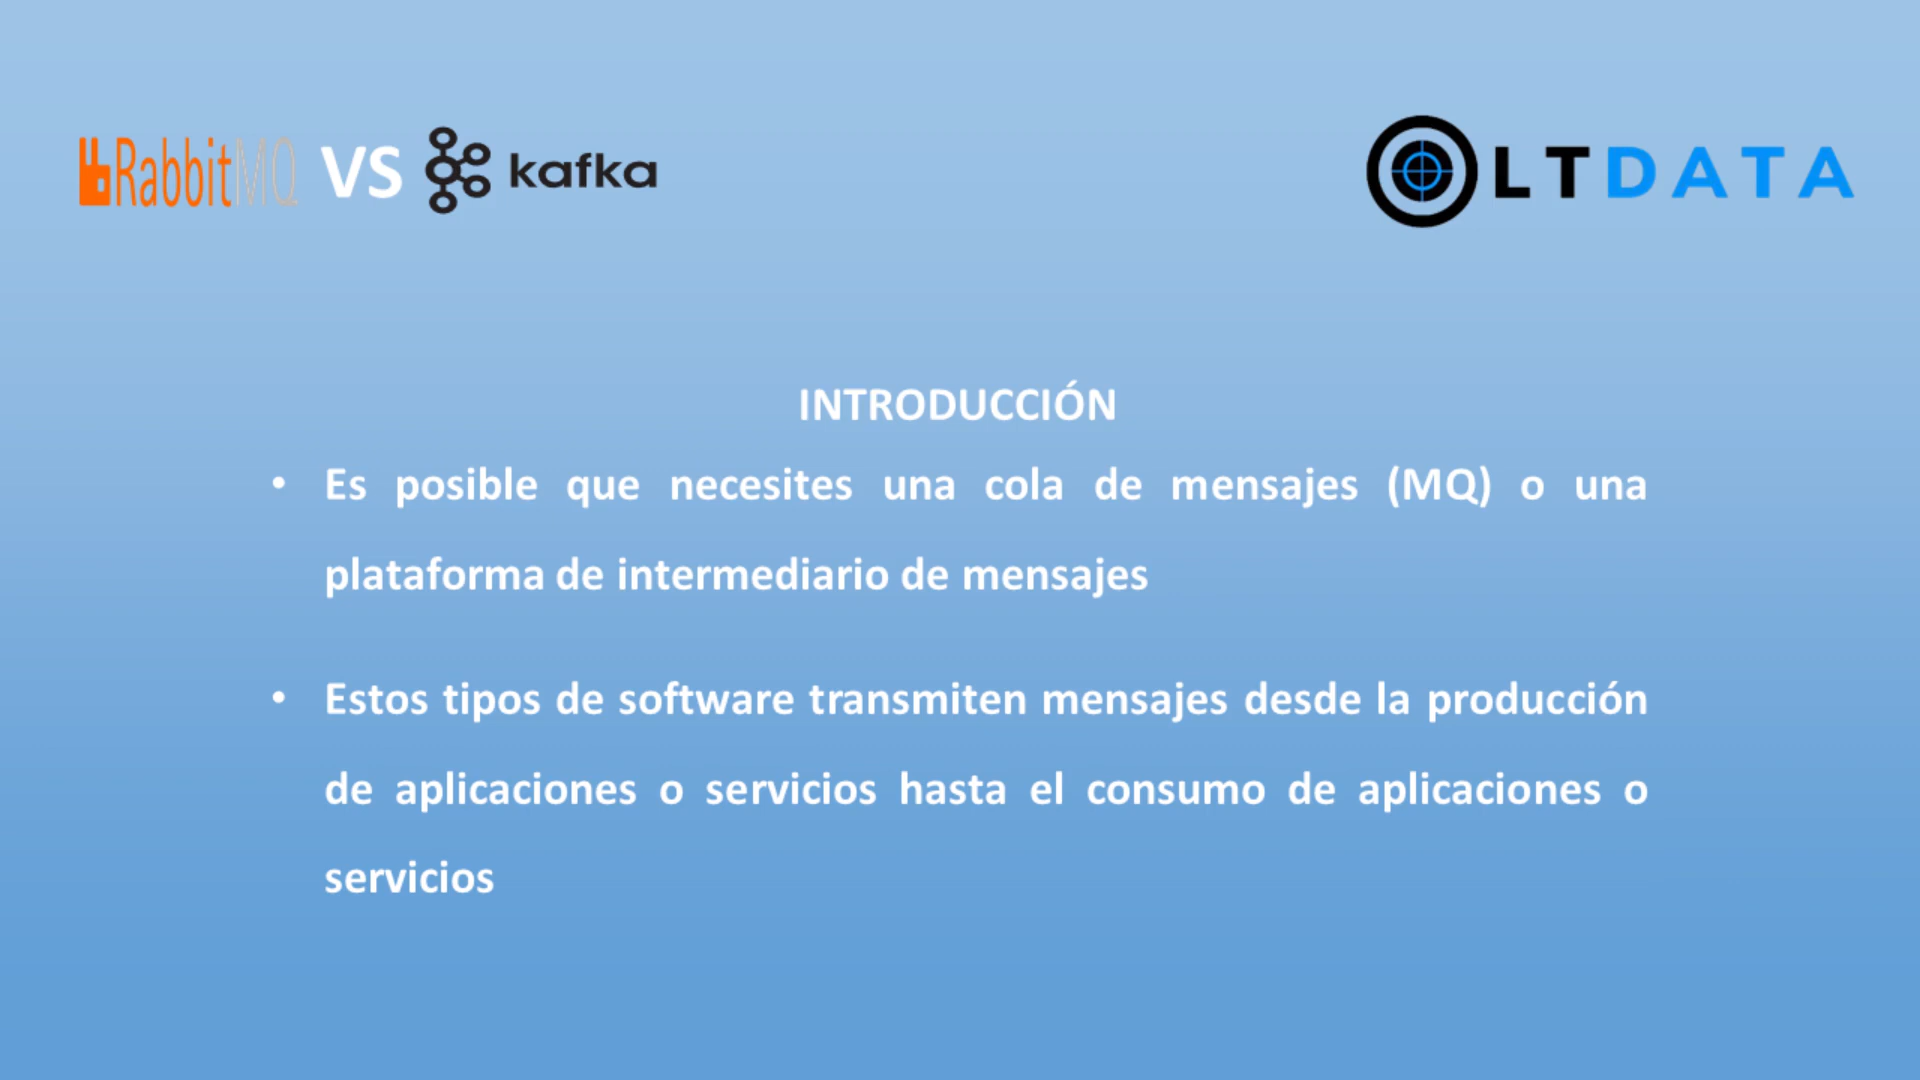 RabbitMQ VS kafka
LTDATA
INTRODUCCIÓN
• Es posible que necesites una cola de mensajes (MQ) o una
plataforma de intermediario de mensajes
• Estos tipos de software transmiten mensajes desde la producción
de aplicaciones o servicios hasta el consumo de aplicaciones o
servicios